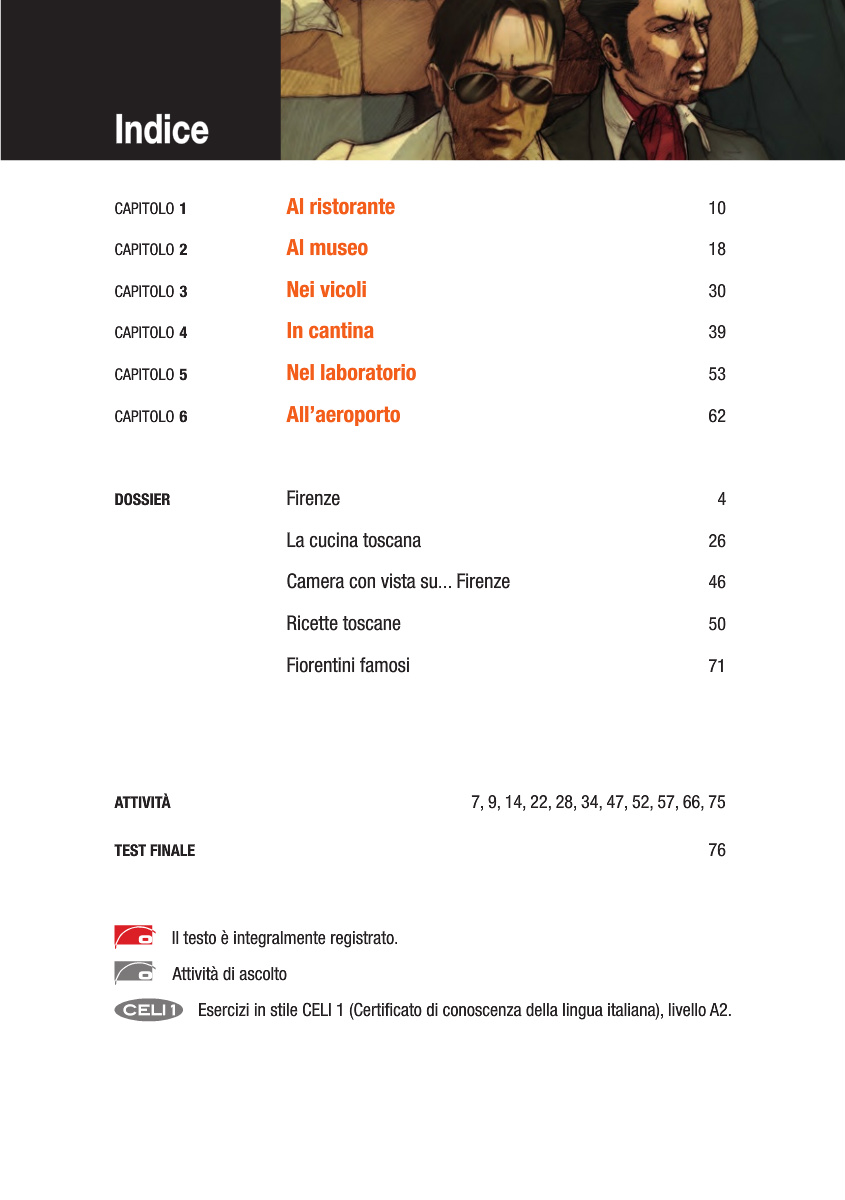 Indice
CAPITOLO 1 Al ristorante 10
CAPITOLO 2 Al museo 18
CAPITOLO 3 Nei vicoli 30
CAPITOLO 4 In cantina 39
CAPITOLO 5 Nel laboratorio 53
CAPITOLO 6 All'aeroporto 62
DOSSIER Firenze 4
La cucina toscana 26
Camera con vista su... Firenze 46
Ricette toscane 50
Fiorentini famosi 71
ATTIVITÀ 7, 9, 14, 22, 28, 34, 47, 52, 57, 66, 75
TEST FINALE 76
Il testo è integralmente registrato.
Attività di ascolto
CELI 1 Esercizi in stile CELI 1 (Certificato di conoscenza della lingua italiana), livello A2.